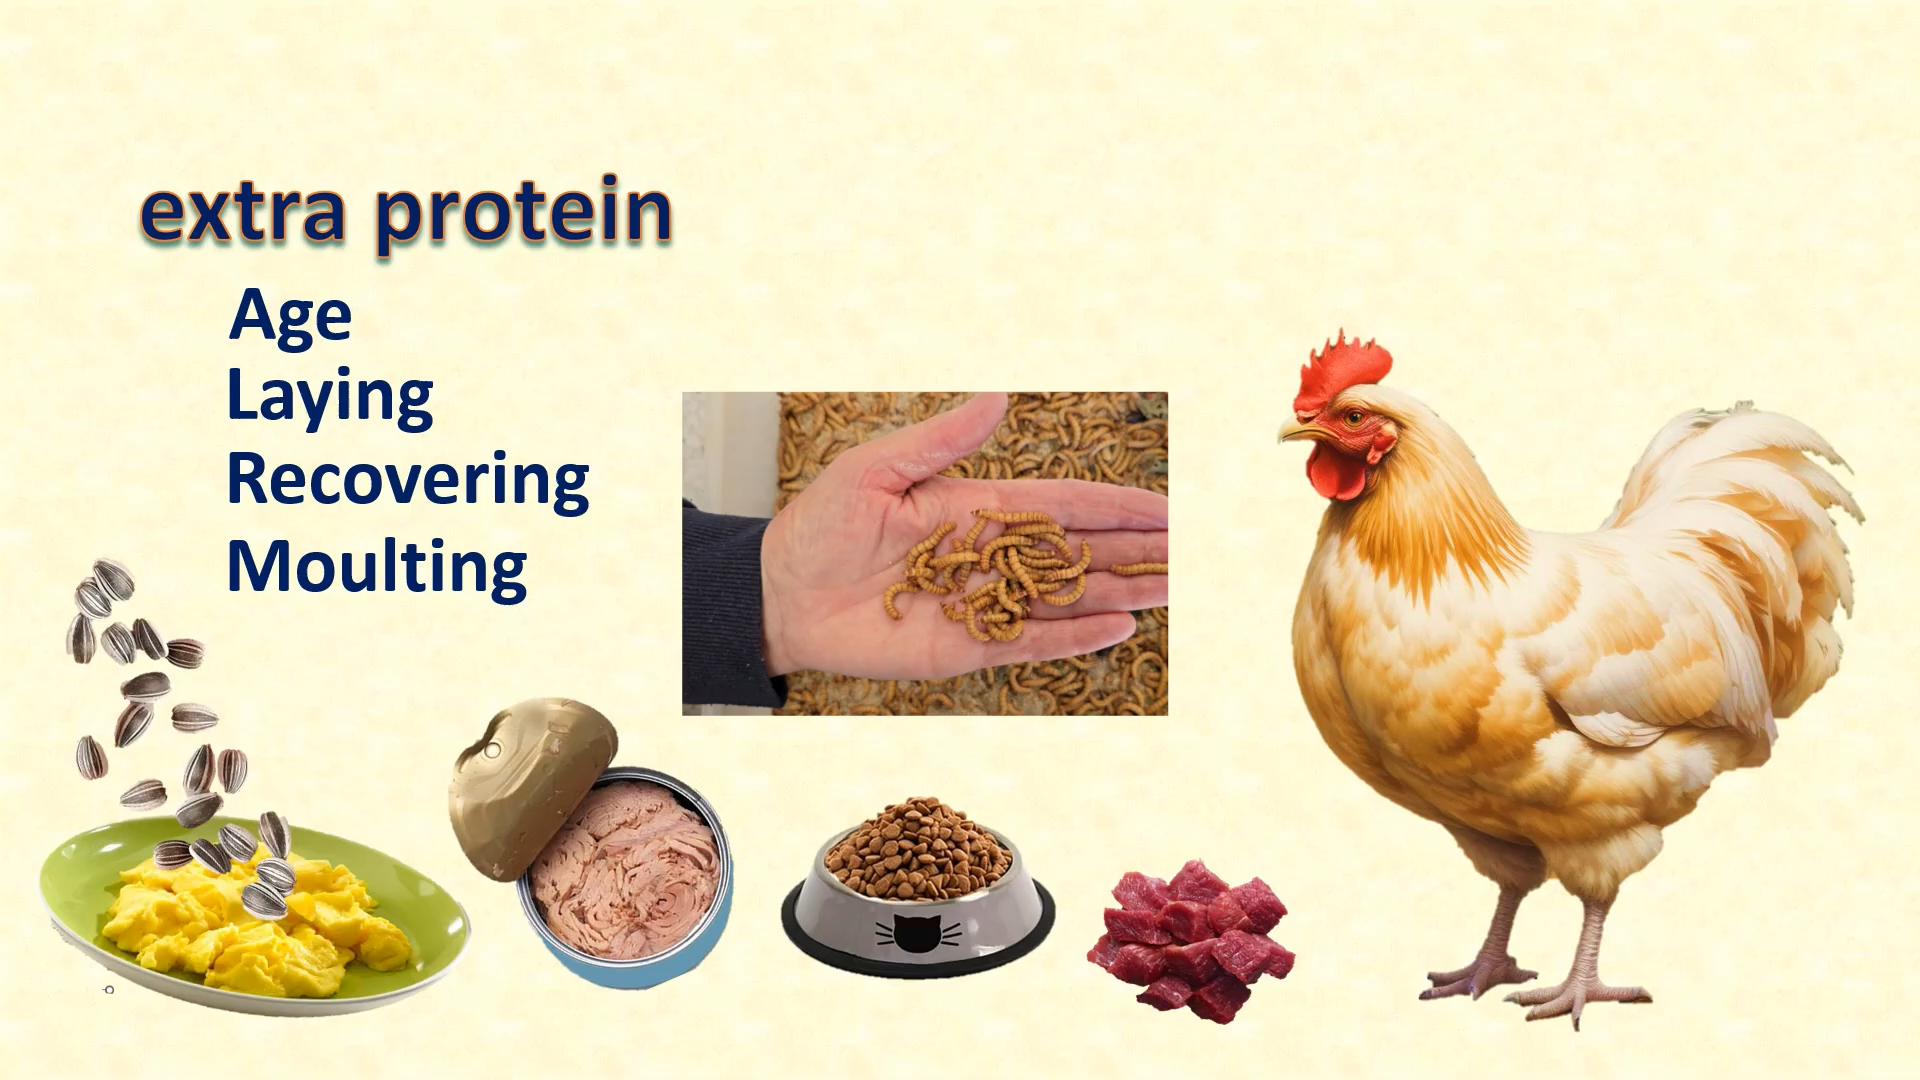 extra protein
Age
Laying
Recovering
Moulting